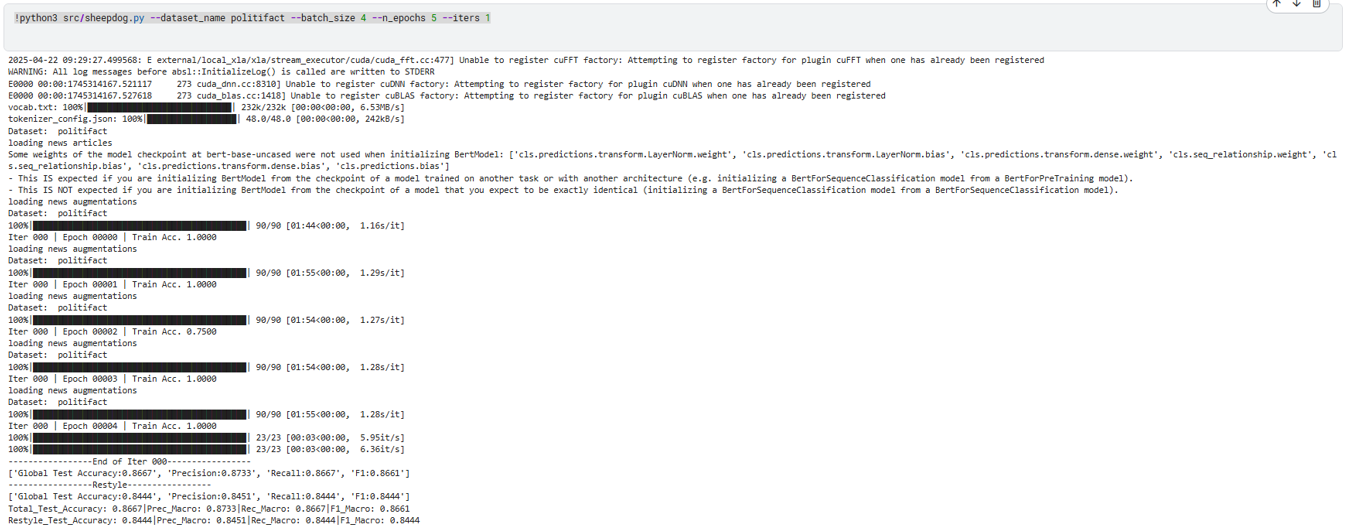 !python3 src/sheepdog.py --dataset_name politifact --batch_size 4 --n_epochs 5 --iters 1
2025-04-22 09:29:27.499568: E external/local_xla/xla/stream_executor/cuda/cuda_fft.cc:477] Unable to register cuFFT factory: Attempting to register factory for plugin cuFFT when one has already been registered
WARNING: All log messages before absl::InitializeLog() is called are written to STDERR
E0000 00:00:1745314167.521117     273 cuda_dnn.cc:8310] Unable to register cuDNN factory: Attempting to register factory for plugin cuDNN when one has already been registered
E0000 00:00:1745314167.527618     273 cuda_blas.cc:1418] Unable to register cuBLAS factory: Attempting to register factory for plugin cuBLAS when one has already been registered
vocab.txt: 100%|| 232k/232k [00:00<00:00, 6.53MB/s]
tokenizer_config.json: 100%|| 48.0/48.0 [00:00<00:00, 242kB/s]
Dataset:  politifact
loading news articles
Some weights of the model checkpoint at bert-base-uncased were not used when initializing BertModel: ['cls.predictions.transform.LayerNorm.weight', 'cls.predictions.transform.LayerNorm.bias', 'cls.predictions.transform.dense.weight', 'cls.seq_relationship.weight', 'cl
s.seq_relationship.bias', 'cls.predictions.transform.dense.bias', 'cls.predictions.bias']
- This IS expected if you are initializing BertModel from the checkpoint of a model trained on another task or with another architecture (e.g. initializing a BertForSequenceClassification model from a BertForPreTraining model).
- This IS NOT expected if you are initializing BertModel from the checkpoint of a model that you expect to be exactly identical (initializing a BertForSequenceClassification model from a BertForSequenceClassification model).
loading news augmentations
Dataset:  politifact
100%|| 90/90 [01:44<00:00,  1.16s/it]
Iter 000 | Epoch 00000 | Train Acc. 1.0000
loading news augmentations
Dataset:  politifact
100%|| 90/90 [01:55<00:00,  1.29s/it]
Iter 000 | Epoch 00001 | Train Acc. 1.0000
loading news augmentations
Dataset:  politifact
100%|| 90/90 [01:54<00:00,  1.27s/it]
Iter 000 | Epoch 00002 | Train Acc. 0.7500
loading news augmentations
Dataset:  politifact
100%|| 90/90 [01:54<00:00,  1.28s/it]
Iter 000 | Epoch 00003 | Train Acc. 1.0000
loading news augmentations
Dataset:  politifact
100%|| 90/90 [01:55<00:00,  1.28s/it]
Iter 000 | Epoch 00004 | Train Acc. 1.0000
100%|| 23/23 [00:03<00:00,  5.95it/s]
100%|| 23/23 [00:03<00:00,  6.36it/s]
-----------------End of Iter 000-----------------
['Global Test Accuracy:0.8667', 'Precision:0.8733', 'Recall:0.8667', 'F1:0.8661']
-----------------Restyle-----------------
['Global Test Accuracy:0.8444', 'Precision:0.8451', 'Recall:0.8444', 'F1:0.8444']
Total_Test_Accuracy: 0.8667|Prec_Macro: 0.8733|Rec_Macro: 0.8667|F1_Macro: 0.8661
Restyle_Test_Accuracy: 0.8444|Prec_Macro: 0.8451|Rec_Macro: 0.8444|F1_Macro: 0.8444